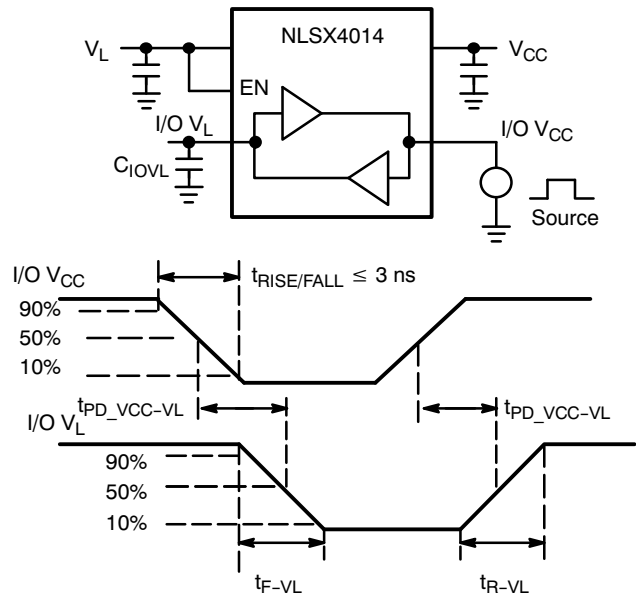 NLSX4014
V_L
V_CC
EN
I/O V_L
I/O V_CC
C_IOVL
Source
I/O V_CC
t_RISE/FALL ≤ 3 ns
90%
50%
10%
t_PD_VCC-VL
t_PD_VCC-VL
I/O V_L
90%
50%
10%
t_F-VL
t_R-VL